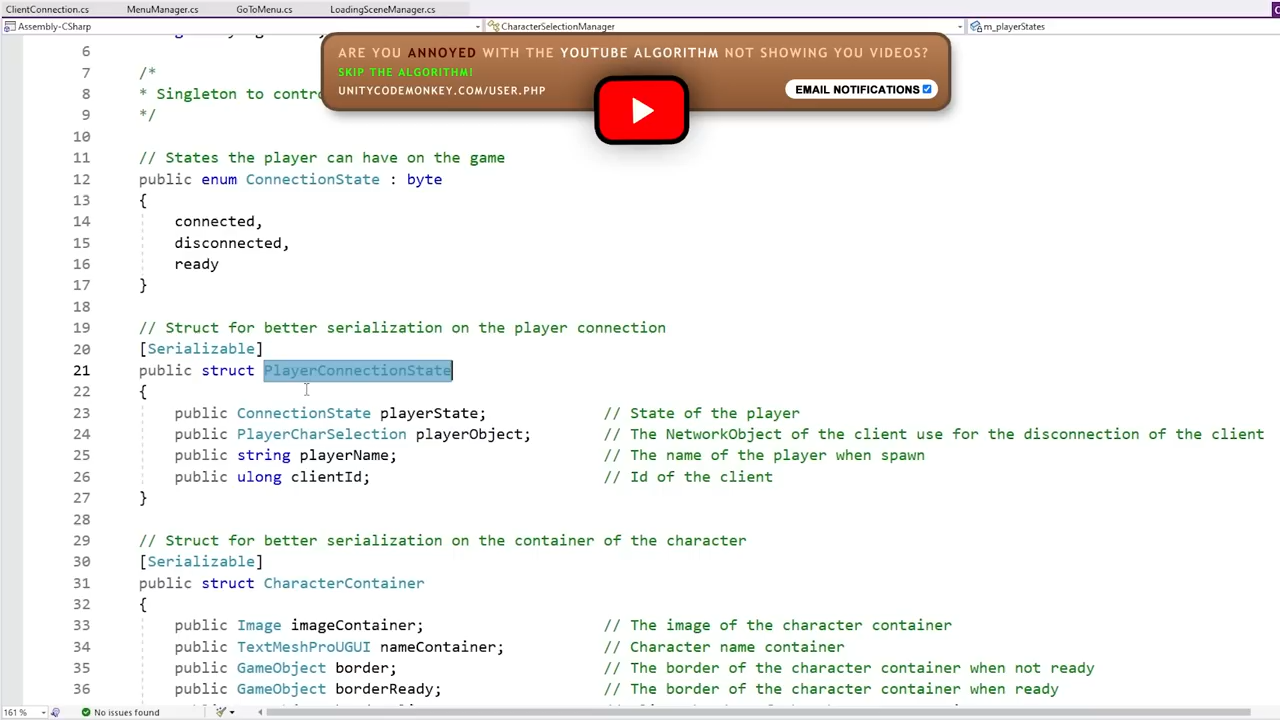 ClientConnection.cs MenuManager.cs GoToMenu.cs LoadingSceneManager.cs
Assembly-CSharp CharacterSelectionManager m_playerStates
6
ARE YOU ANNOYED WITH THE YOUTUBE ALGORITHM NOT SHOWING YOU VIDEOS?
SKIP THE ALGORITHM!
UNITYCODEMONKEY.COM/USER.PHP
EMAIL NOTIFICATIONS
7 /*
8 * Singleton to contr
9 */
10
11 // States the player can have on the game
12 public enum ConnectionState : byte
13 {
14 connected,
15 disconnected,
16 ready
17 }
18
19 // Struct for better serialization on the player connection
20 [Serializable]
21 public struct PlayerConnectionState
22 {
23 public ConnectionState playerState; // State of the player
24 public PlayerCharSelection playerObject; // The NetworkObject of the client use for the disconnection of the client
25 public string playerName; // The name of the player when spawn
26 public ulong clientId; // Id of the client
27 }
28
29 // Struct for better serialization on the container of the character
30 [Serializable]
31 public struct CharacterContainer
32 {
33 public Image imageContainer; // The image of the character container
34 public TextMeshProUGUI nameContainer; // Character name container
35 public GameObject border; // The border of the character container when not ready
36 public GameObject borderReady; // The border of the character container when ready
161 % No issues found